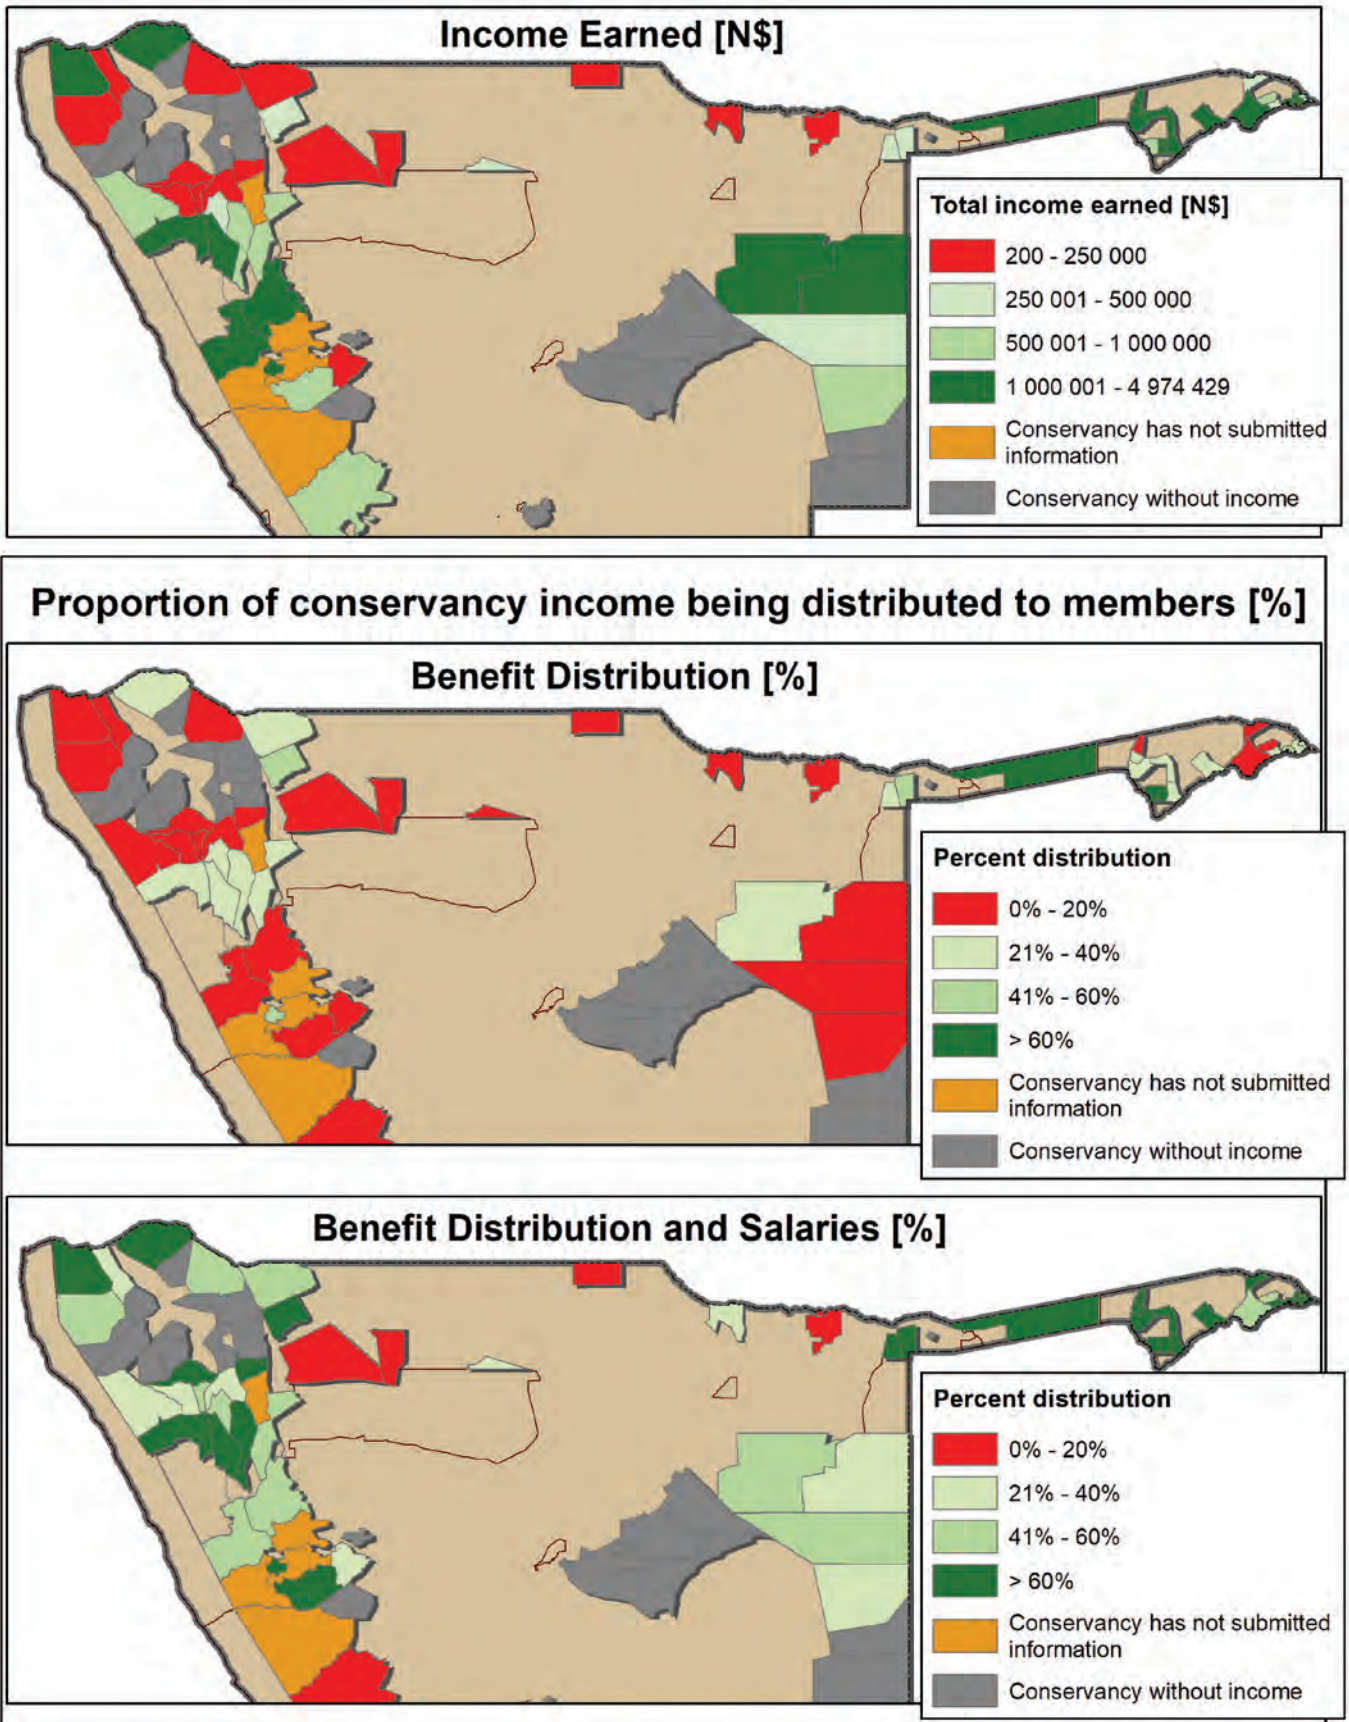 Income Earned [N$]
Total income earned [N$]
200 - 250 000
250 001 - 500 000
500 001 - 1 000 000
1 000 001 - 4 974 429
Conservancy has not submitted
information
Conservancy without income
Proportion of conservancy income being distributed to members [%]
Benefit Distribution [%]
Percent distribution
0% - 20%
21% - 40%
41% - 60%
> 60%
Conservancy has not submitted
information
Conservancy without income
Benefit Distribution and Salaries [%]
Percent distribution
0% - 20%
21% - 40%
41% - 60%
> 60%
Conservancy has not submitted
information
Conservancy without income